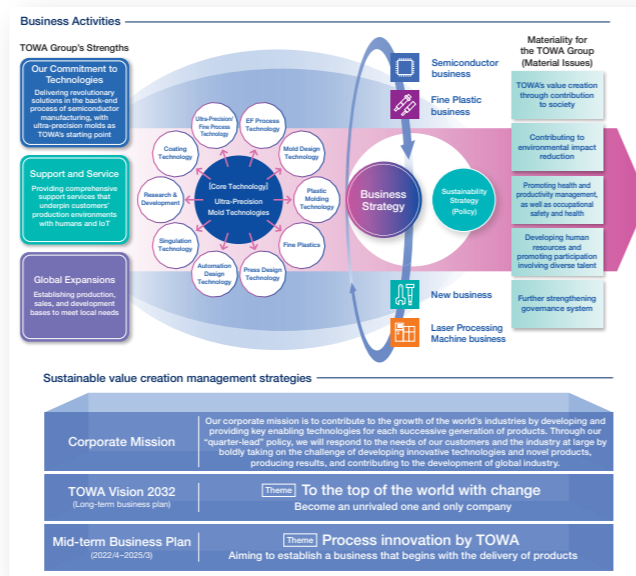 Business Activities
TOWA Group's Strengths
Our Commitment to
Technologies
Delivering revolutionary
solutions in the back-end
process of semiconductor
manufacturing, with
ultra-precision molds as
TOWA's starting point
Support and Service
Providing comprehensive
support services that
underpin customers'
production environments
with humans and IoT
Global Expansions
Establishing production,
sales, and development
bases to meet local needs
Ultra-Precision/
Fine Process
Technology
EF Process
Technology
Coating
Technology
Mold Design
Technology
Research &
Development
[Core Technology]
Ultra-Precision
Mold Technologies
Plastic
Molding
Technology
Singulation
Technology
Fine Plastics
Automation
Design
Technology
Press Design
Technology
Semiconductor
business
Fine Plastic
business
Business
Strategy
Sustainability
Strategy
(Policy)
New business
Laser Processing
Machine business
Materiality for
the TOWA Group
(Material Issues)
TOWA's value creation
through contribution
to society
Contributing to
environmental impact
reduction
Promoting health and
productivity management,
as well as occupational
safety and health
Developing human
resources and
promoting participation
involving diverse talent
Further strengthening
governance system
Sustainable value creation management strategies
Corporate Mission
Our corporate mission is to contribute to the growth of the world's industries by developing and
providing key enabling technologies for each successive generation of products. Through our
"quarter-lead" policy, we will respond to the needs of our customers and the industry at large by
boldly taking on the challenge of developing innovative technologies and novel products,
producing results, and contributing to the development of global industry.
TOWA Vision 2032
(Long-term business plan)
Theme To the top of the world with change
Become an unrivaled one and only company
Mid-term Business Plan
(2022/4–2025/3)
Theme Process innovation by TOWA
Aiming to establish a business that begins with the delivery of products